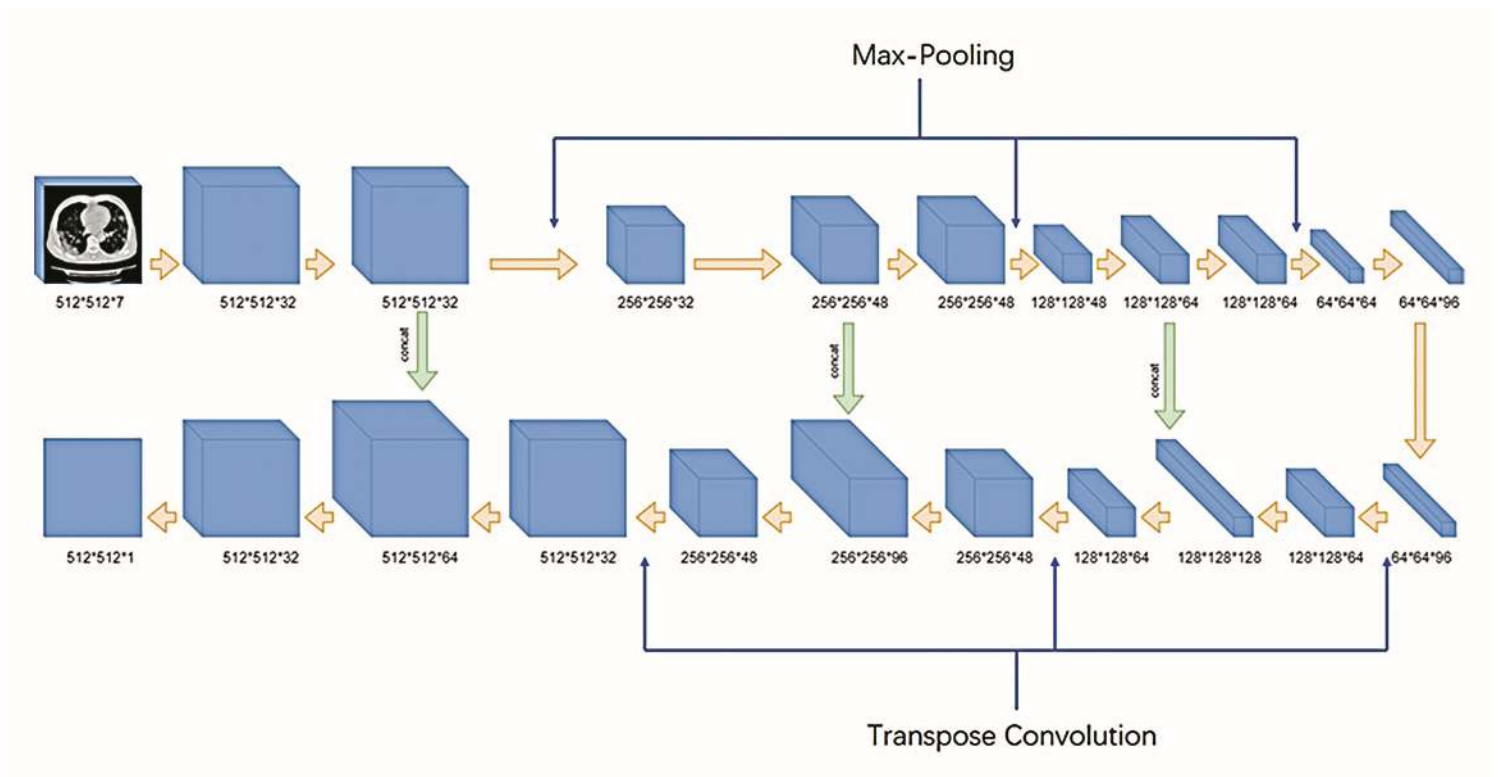 Max-Pooling
512*512*7 512*512*32 512*512*32 256*256*32 256*256*48 256*256*48 128*128*48 128*128*64 128*128*64 64*64*64 64*64*96
concat concat concat
512*512*1 512*512*32 512*512*64 512*512*32 256*256*48 256*256*96 256*256*48 128*128*64 128*128*128 128*128*64 64*64*96
Transpose Convolution